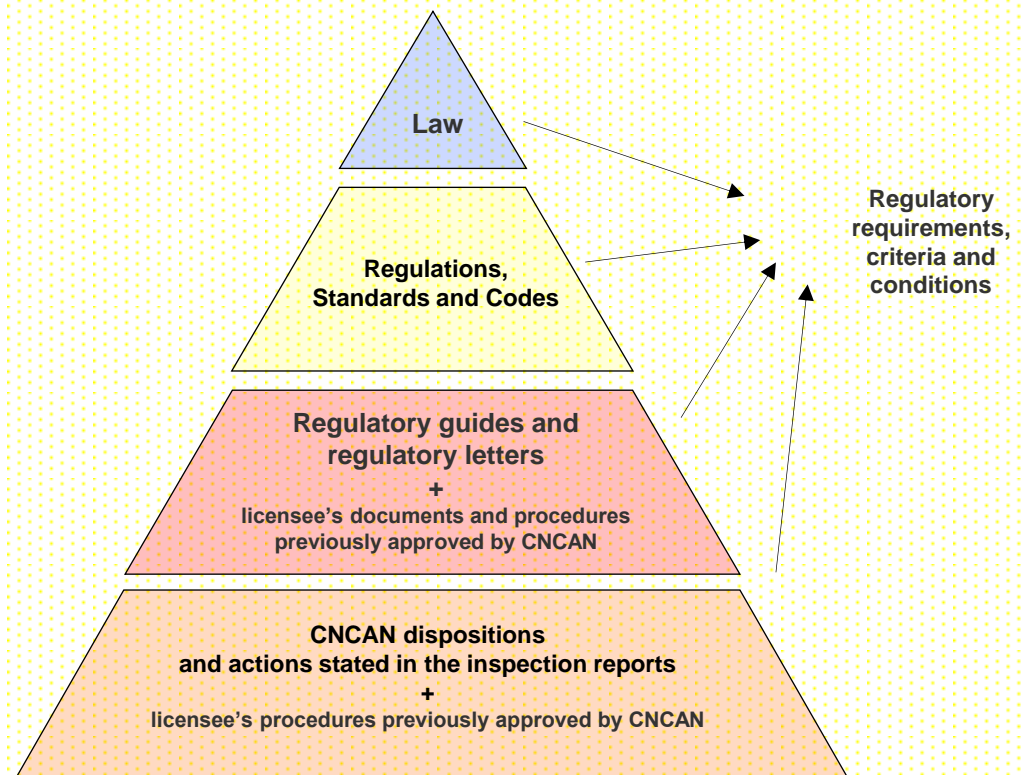 Law
Regulations,
Standards and Codes
Regulatory guides and
regulatory letters
+
licensee’s documents and procedures
previously approved by CNCAN
CNCAN dispositions
and actions stated in the inspection reports
+
licensee’s procedures previously approved by CNCAN
Regulatory
requirements,
criteria and
conditions